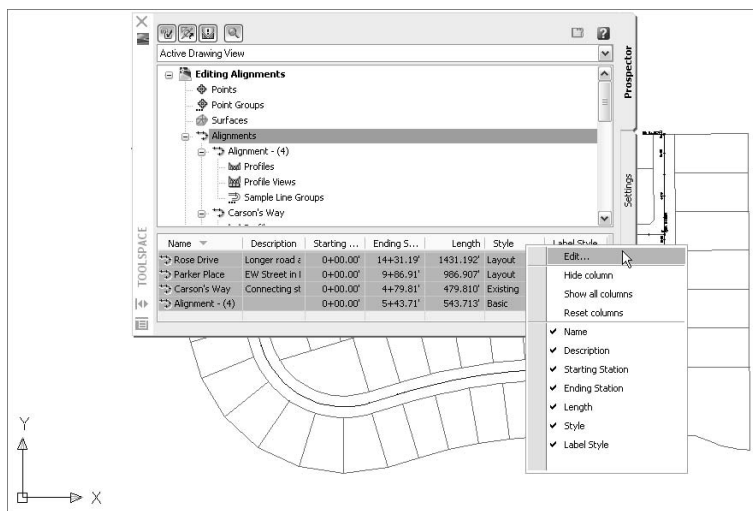 Active Drawing View
Editing Alignments
Points
Point Groups
Surfaces
Alignments
Alignment - (4)
Profiles
Profile Views
Sample Line Groups
Carson's Way
Prospector
Settings
TOOLSPACE
Name Description Starting ... Ending S... Length Style Label Style
Rose Drive Longer road a 0+00.00' 14+31.19' 1431.192' Layout
Parker Place EW Street in l 0+00.00' 9+86.91' 986.907' Layout
Carson's Way Connecting st 0+00.00' 4+79.81' 479.810' Existing
Alignment - (4) 0+00.00' 5+43.71' 543.713' Basic
Edit...
Hide column
Show all columns
Reset columns
Name
Description
Starting Station
Ending Station
Length
Style
Label Style
Y
X